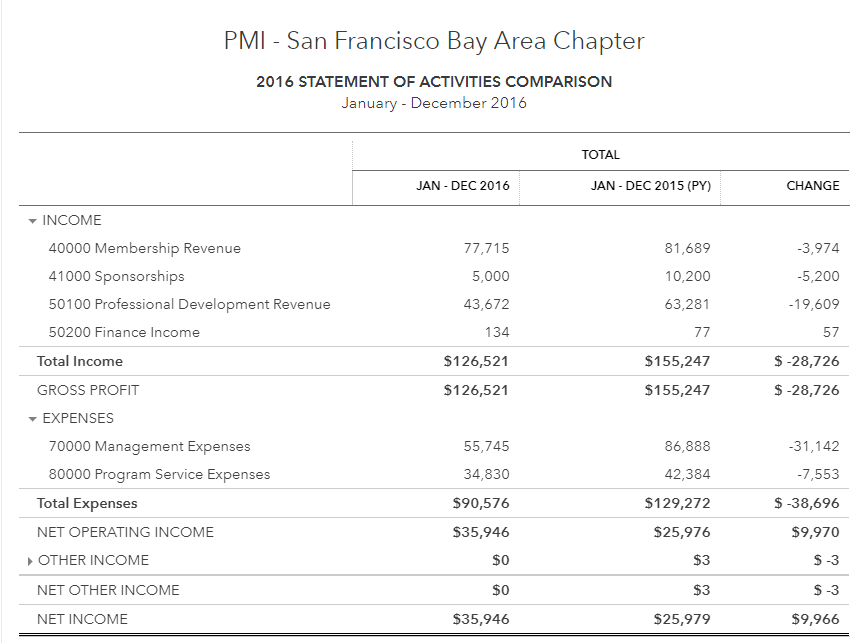 PMI - San Francisco Bay Area Chapter
2016 STATEMENT OF ACTIVITIES COMPARISON
January - December 2016
TOTAL
JAN - DEC 2016 JAN - DEC 2015 (PY) CHANGE
INCOME
40000 Membership Revenue 77,715 81,689 -3,974
41000 Sponsorships 5,000 10,200 -5,200
50100 Professional Development Revenue 43,672 63,281 -19,609
50200 Finance Income 134 77 57
Total Income $126,521 $155,247 $ -28,726
GROSS PROFIT $126,521 $155,247 $ -28,726
EXPENSES
70000 Management Expenses 55,745 86,888 -31,142
80000 Program Service Expenses 34,830 42,384 -7,553
Total Expenses $90,576 $129,272 $ -38,696
NET OPERATING INCOME $35,946 $25,976 $9,970
OTHER INCOME $0 $3 $ -3
NET OTHER INCOME $0 $3 $ -3
NET INCOME $35,946 $25,979 $9,966